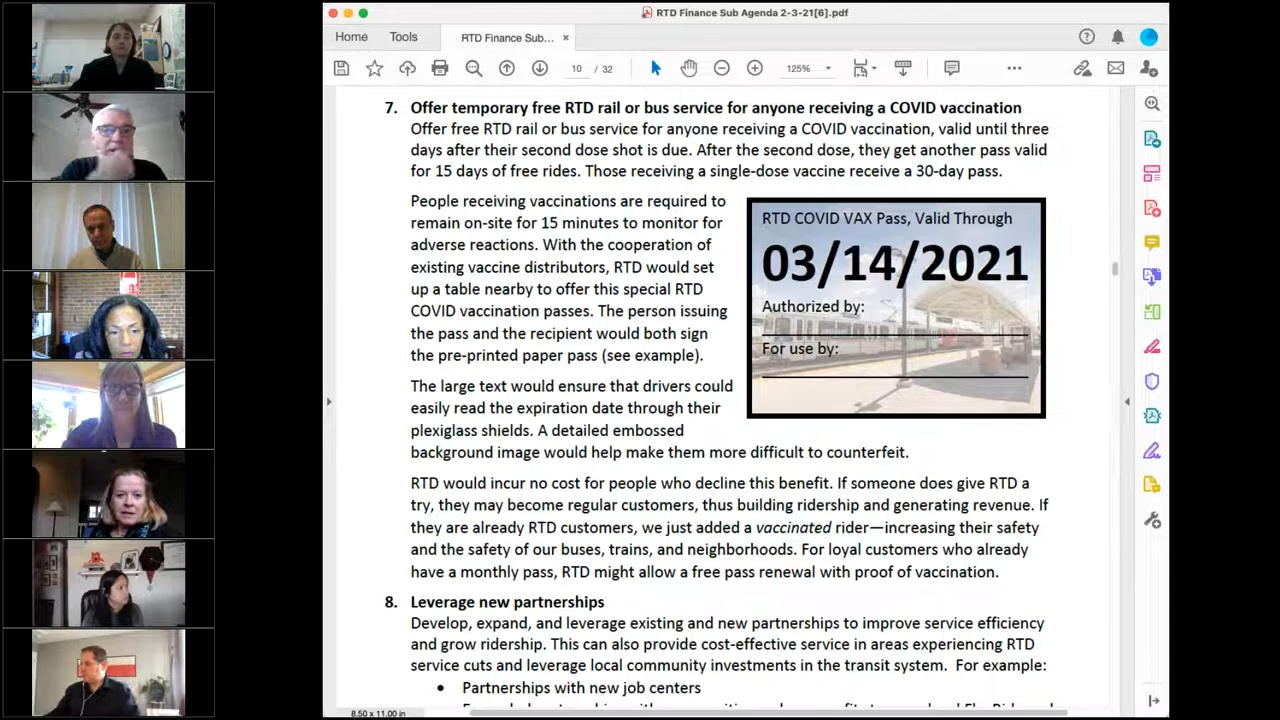 RTD Finance Sub Agenda 2-3-21[6].pdf
Home Tools RTD Finance Sub... ×
10 / 32 125%
7. Offer temporary free RTD rail or bus service for anyone receiving a COVID vaccination
Offer free RTD rail or bus service for anyone receiving a COVID vaccination, valid until three
days after their second dose shot is due. After the second dose, they get another pass valid
for 15 days of free rides. Those receiving a single-dose vaccine receive a 30-day pass.
People receiving vaccinations are required to
remain on-site for 15 minutes to monitor for
adverse reactions. With the cooperation of
existing vaccine distributors, RTD would set
up a table nearby to offer this special RTD
COVID vaccination passes. The person issuing
the pass and the recipient would both sign
the pre-printed paper pass (see example).
RTD COVID VAX Pass, Valid Through
03/14/2021
Authorized by:
For use by:
The large text would ensure that drivers could
easily read the expiration date through their
plexiglass shields. A detailed embossed
background image would help make them more difficult to counterfeit.
RTD would incur no cost for people who decline this benefit. If someone does give RTD a
try, they may become regular customers, thus building ridership and generating revenue. If
they are already RTD customers, we just added a vaccinated rider—increasing their safety
and the safety of our buses, trains, and neighborhoods. For loyal customers who already
have a monthly pass, RTD might allow a free pass renewal with proof of vaccination.
8. Leverage new partnerships
Develop, expand, and leverage existing and new partnerships to improve service efficiency
and grow ridership. This can also provide cost-effective service in areas experiencing RTD
service cuts and leverage local community investments in the transit system. For example:
• Partnerships with new job centers
8.50 x 11.00 in